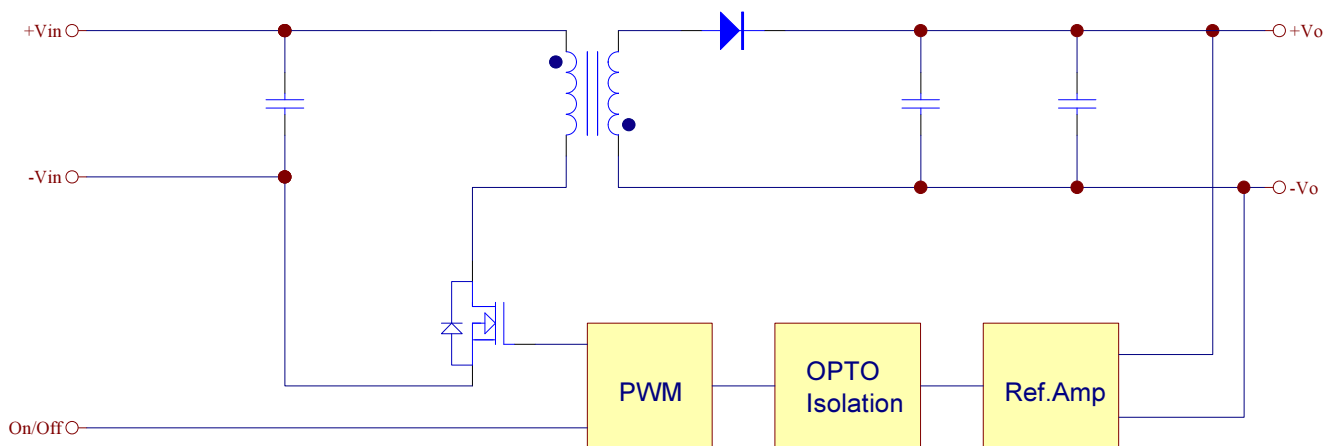 +Vin
+Vo
-Vin
-Vo
PWM
OPTO
Isolation
Ref.Amp
On/Off